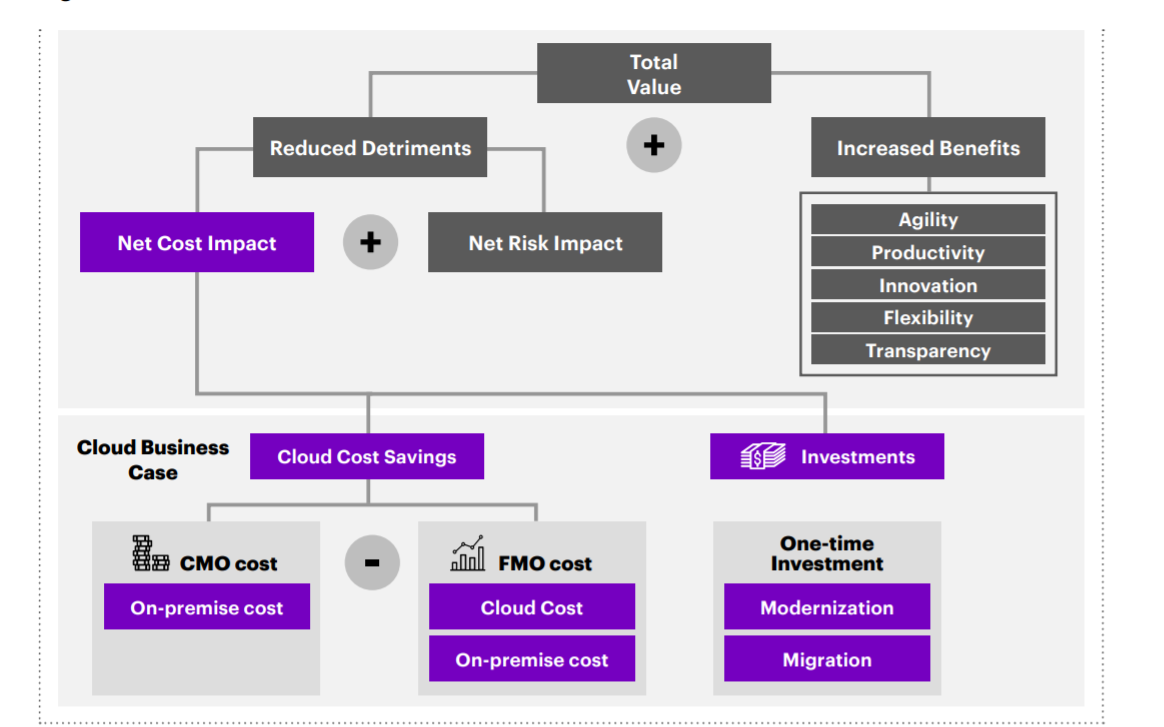 Total
Value
Reduced Detriments
+
Increased Benefits
Net Cost Impact
+
Net Risk Impact
Agility
Productivity
Innovation
Flexibility
Transparency
Cloud Business
Case
Cloud Cost Savings
$
Investments
CMO cost
-
FMO cost
One-time
Investment
On-premise cost
Cloud Cost
Modernization
On-premise cost
Migration